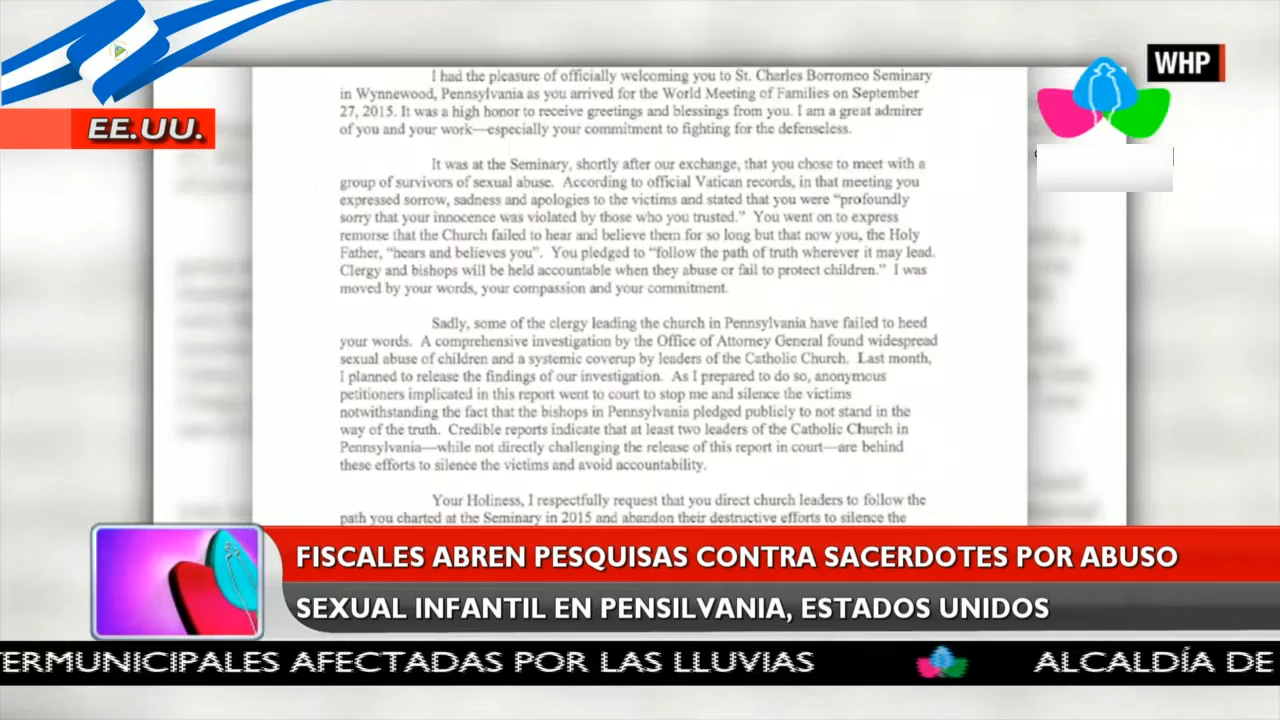 WHP
EE.UU.
I had the pleasure of officially welcoming you to St. Charles Borromeo Seminary
in Wynnewood, Pennsylvania as you arrived for the World Meeting of Families on September
27, 2015. It was a high honor to receive greetings and blessings from you. I am a great admirer
of you and your work—especially your commitment to fighting for the defenseless.
It was at the Seminary, shortly after our exchange, that you chose to meet with a
group of survivors of sexual abuse. According to official Vatican records, in that meeting you
expressed sorrow, sadness and apologies to the victims and stated that you were “profoundly
sorry that your innocence was violated by those who you trusted.” You went on to express
remorse that the Church failed to hear and believe them for so long but that now you, the Holy
Father, “hears and believes you”. You pledged to “follow the path of truth wherever it may lead.
Clergy and bishops will be held accountable when they abuse or fail to protect children.” I was
moved by your words, your compassion and your commitment.
Sadly, some of the clergy leading the church in Pennsylvania have failed to heed
your words. A comprehensive investigation by the Office of Attorney General found widespread
sexual abuse of children and a systemic coverup by leaders of the Catholic Church. Last month,
I planned to release the findings of our investigation. As I prepared to do so, anonymous
petitioners implicated in this report went to court to stop me and silence the victims
notwithstanding the fact that the bishops in Pennsylvania pledged publicly to not stand in the
way of the truth. Credible reports indicate that at least two leaders of the Catholic Church in
Pennsylvania—while not directly challenging the release of this report in court—are behind
these efforts to silence the victims and avoid accountability.
Your Holiness, I respectfully request that you direct church leaders to follow the
path you charted at the Seminary in 2015 and abandon their destructive efforts to silence the
FISCALES ABREN PESQUISAS CONTRA SACERDOTES POR ABUSO
SEXUAL INFANTIL EN PENSILVANIA, ESTADOS UNIDOS
TERMUNICIPALES AFECTADAS POR LAS LLUVIAS ALCALDÍA DE